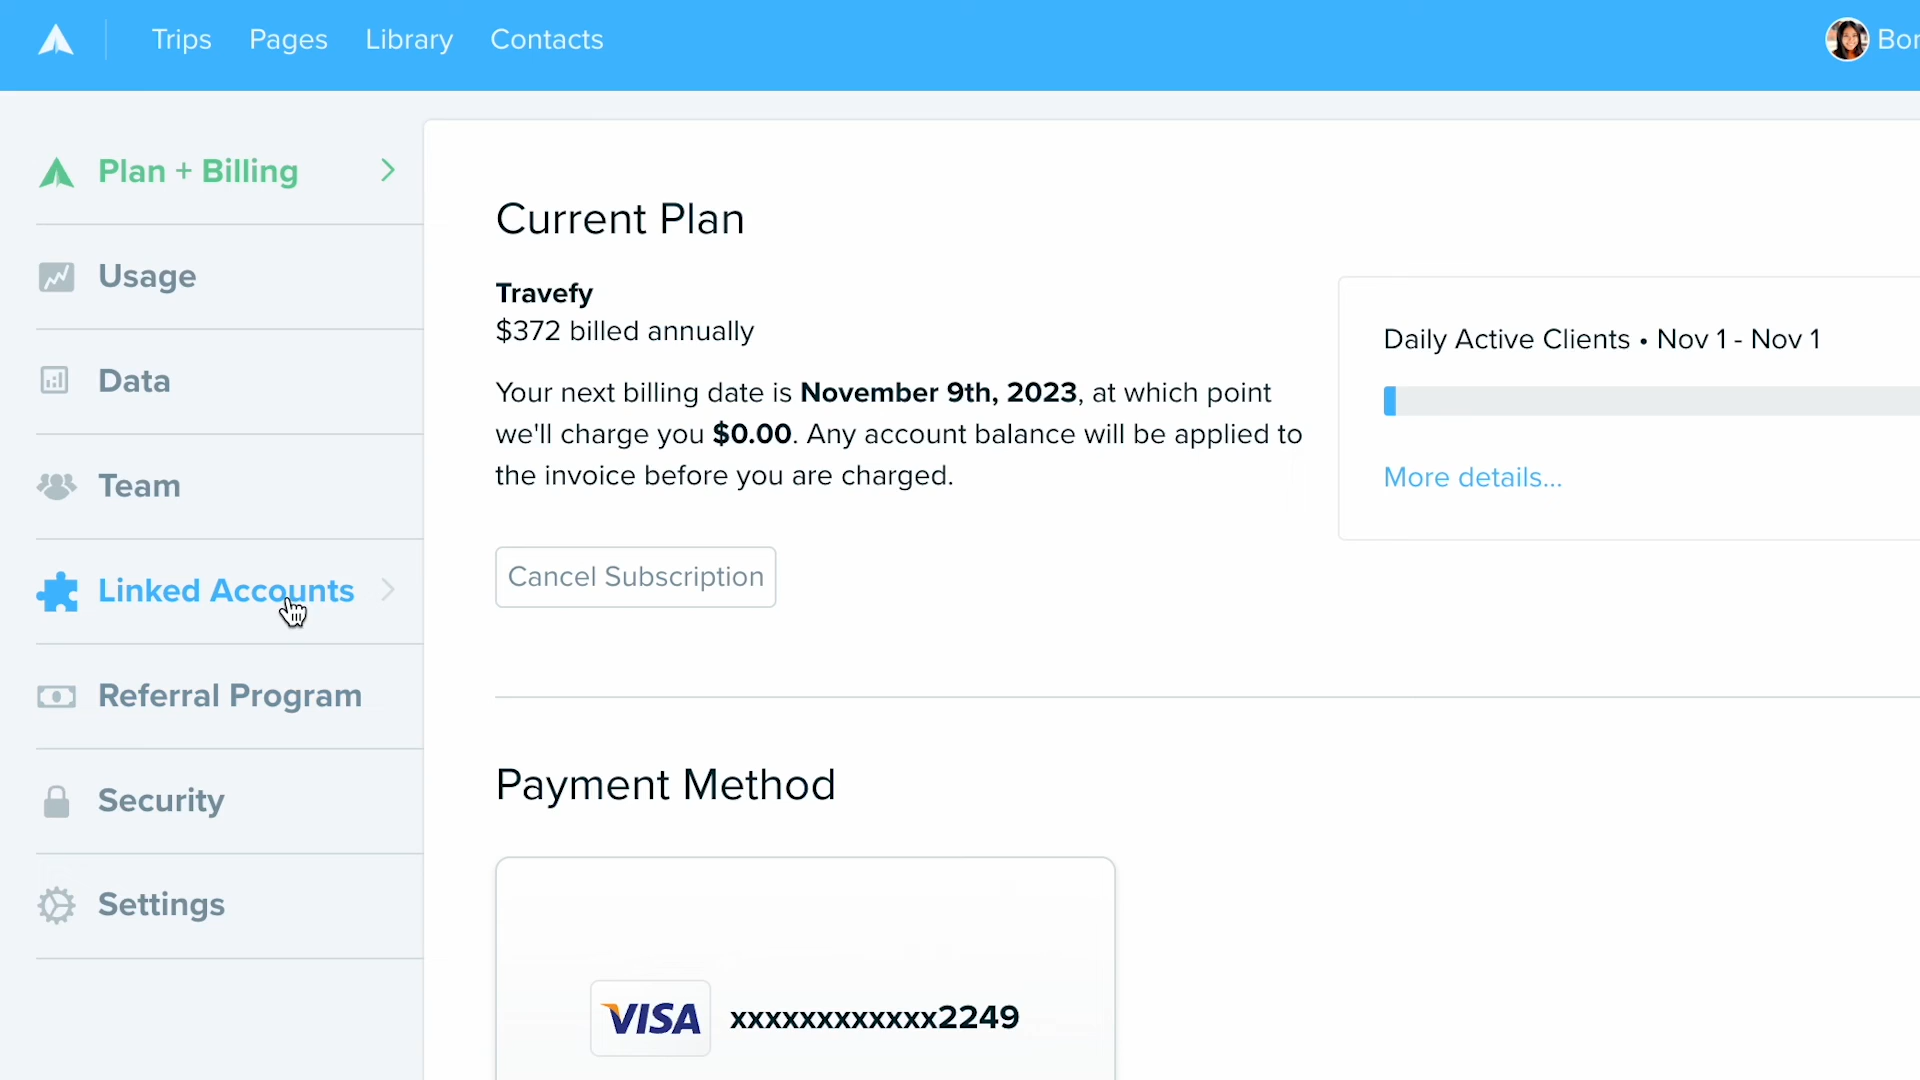 Trips Pages Library Contacts
Plan + Billing
Usage
Data
Team
Linked Accounts
Referral Program
Security
Settings
Current Plan
Travefy
$372 billed annually
Your next billing date is November 9th, 2023, at which point
we'll charge you $0.00. Any account balance will be applied to
the invoice before you are charged.
Cancel Subscription
Daily Active Clients • Nov 1 - Nov 1
More details...
Payment Method
VISA xxxxxxxxxxxx2249